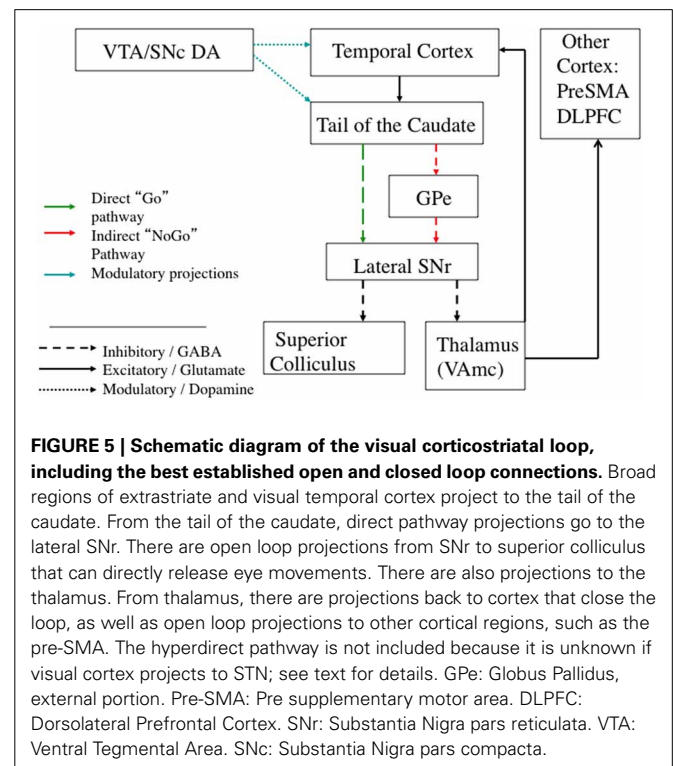 VTA/SNc DA
Temporal Cortex
Other
Cortex:
PreSMA
DLPFC
Tail of the Caudate
GPe
Direct “Go”
pathway
Indirect “NoGo”
Pathway
Modulatory projections
Lateral SNr
Superior
Colliculus
Thalamus
(VAmc)
Inhibitory / GABA
Excitatory / Glutamate
Modulatory / Dopamine
FIGURE 5 | Schematic diagram of the visual corticostriatal loop,
including the best established open and closed loop connections. Broad
regions of extrastriate and visual temporal cortex project to the tail of the
caudate. From the tail of the caudate, direct pathway projections go to the
lateral SNr. There are open loop projections from SNr to superior colliculus
that can directly release eye movements. There are also projections to the
thalamus. From thalamus, there are projections back to cortex that close the
loop, as well as open loop projections to other cortical regions, such as the
pre-SMA. The hyperdirect pathway is not included because it is unknown if
visual cortex projects to STN; see text for details. GPe: Globus Pallidus,
external portion. Pre-SMA: Pre supplementary motor area. DLPFC:
Dorsolateral Prefrontal Cortex. SNr: Substantia Nigra pars reticulata. VTA:
Ventral Tegmental Area. SNc: Substantia Nigra pars compacta.